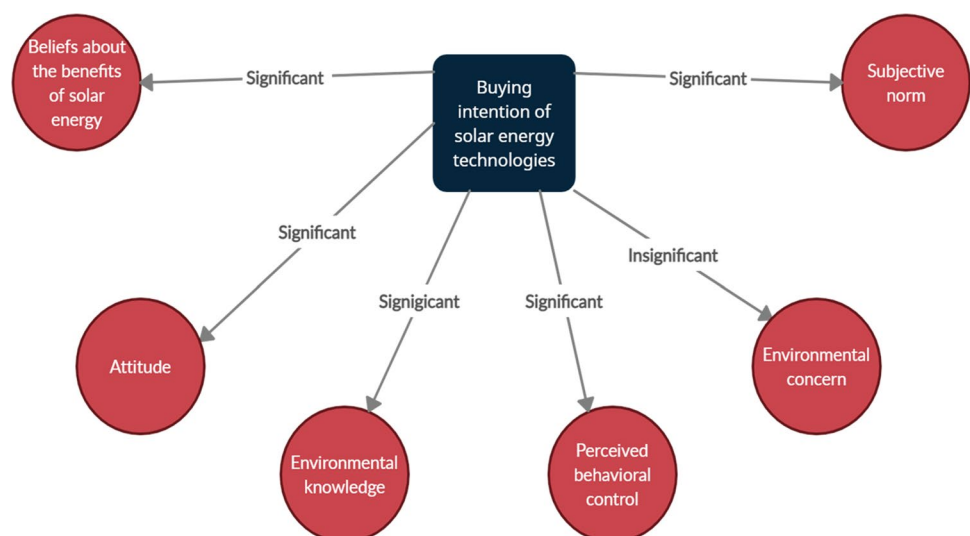 Beliefs about
the benefits
of solar
energy
Significant
Buying
intention of
solar energy
technologies
Significant
Subjective
norm
Significant
Insignificant
Signigicant
Significant
Attitude
Environmental
concern
Environmental
knowledge
Perceived
behavioral
control